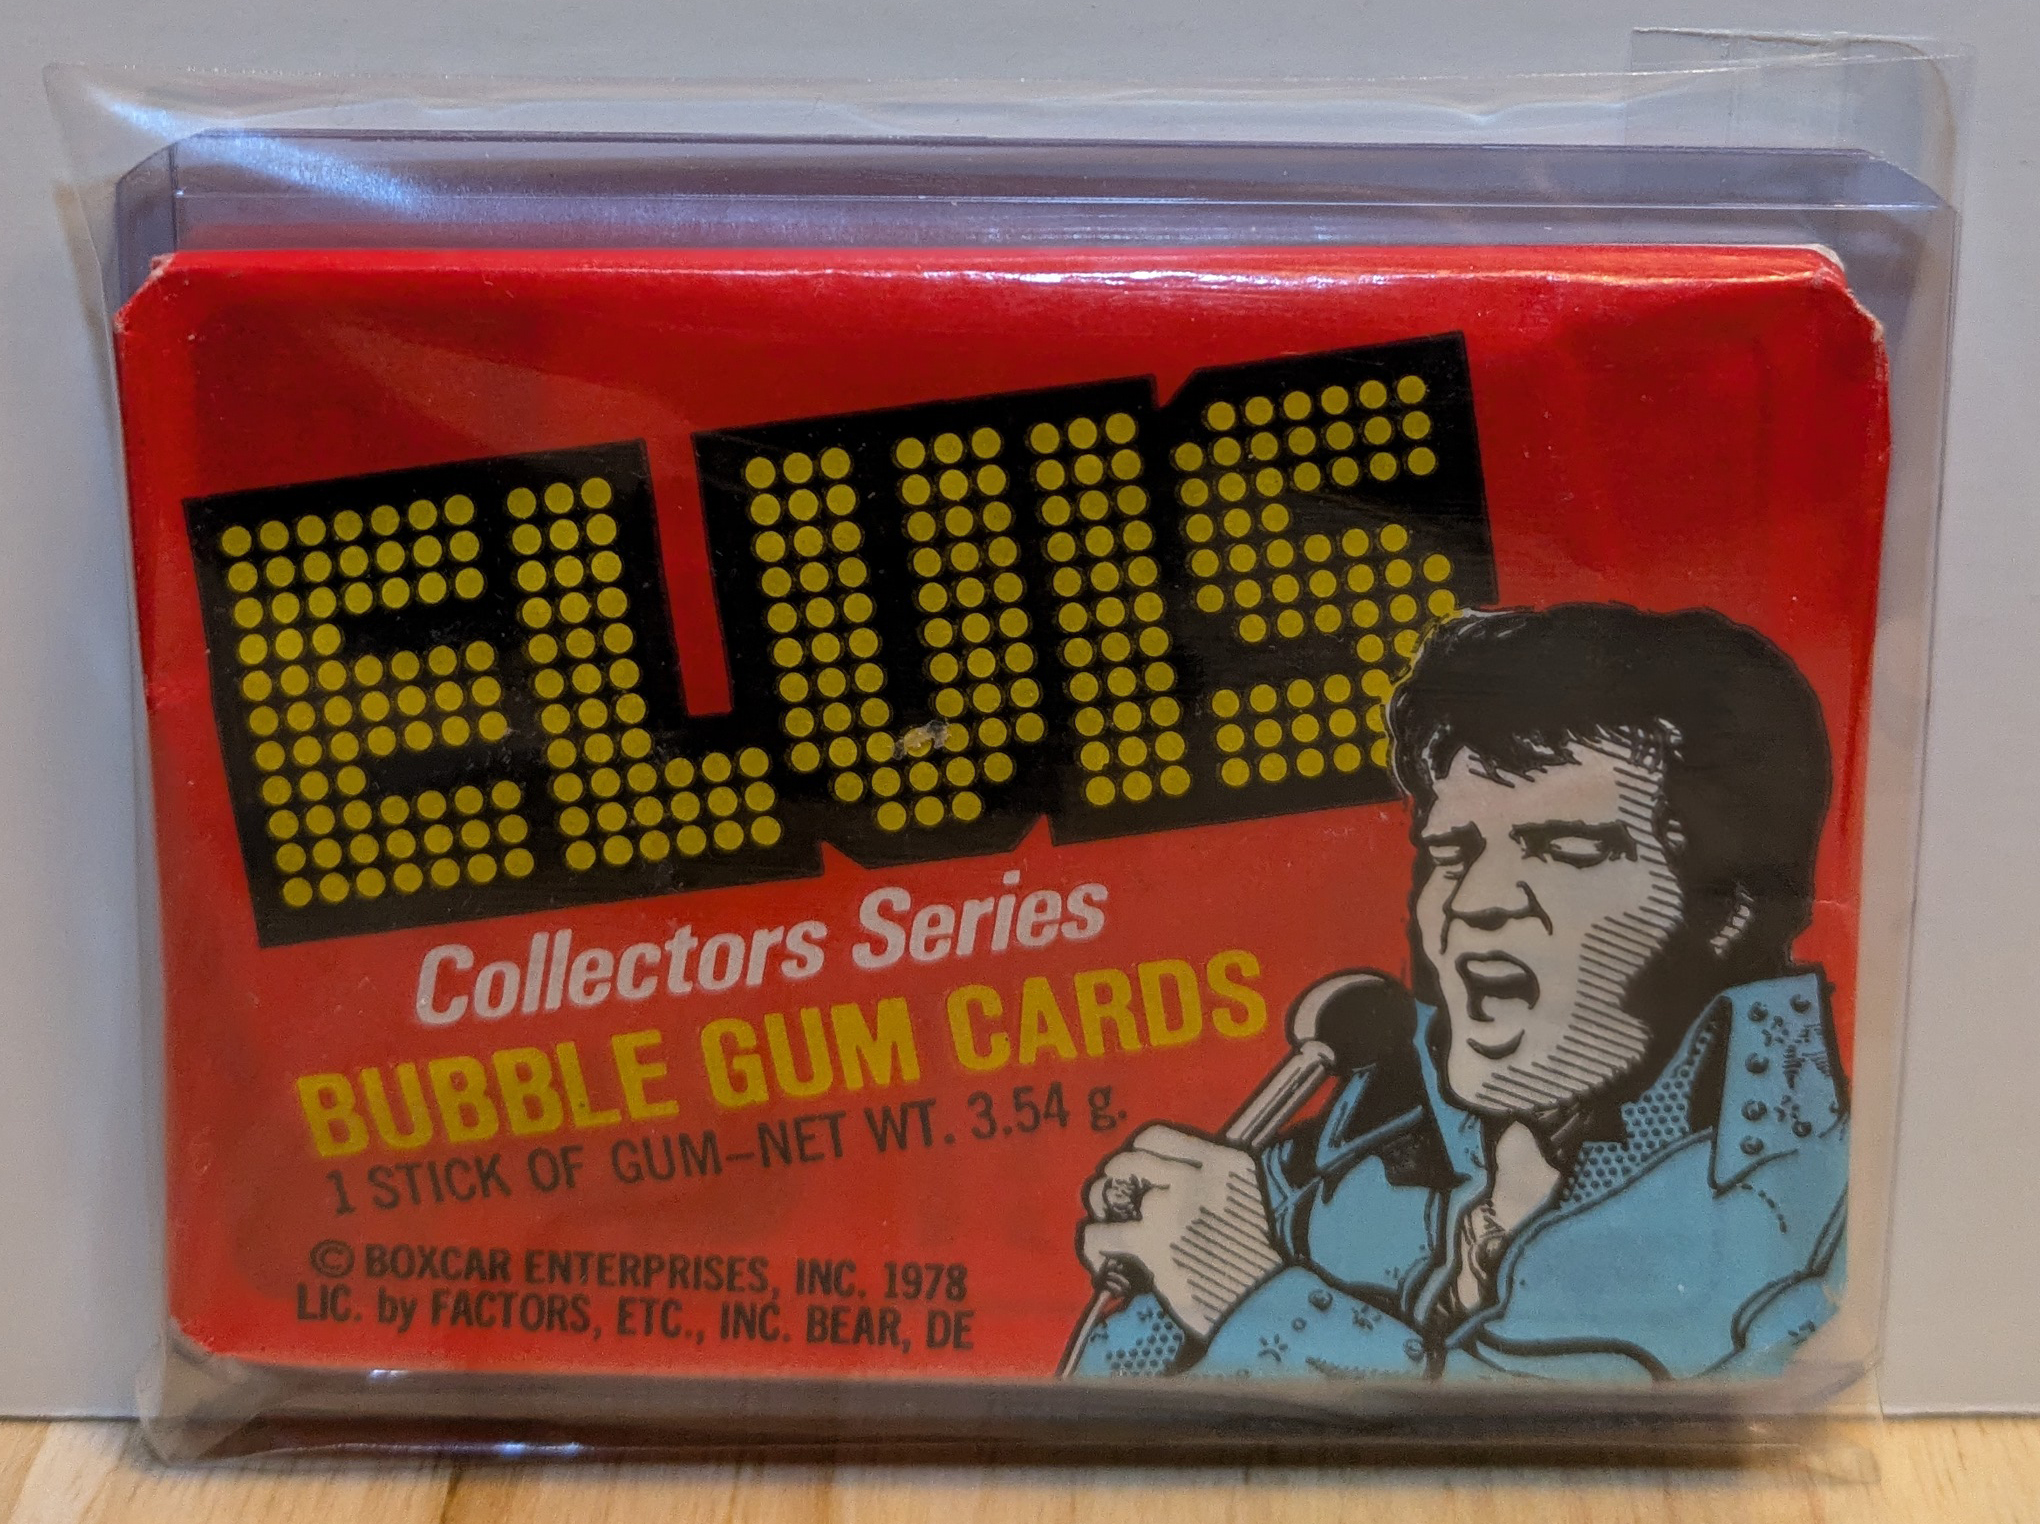 ELVIS
Collectors Series
BUBBLE GUM CARDS
1 STICK OF GUM–NET WT. 3.54 g.
© BOXCAR ENTERPRISES, INC. 1978
LIC. by FACTORS, ETC., INC. BEAR, DE